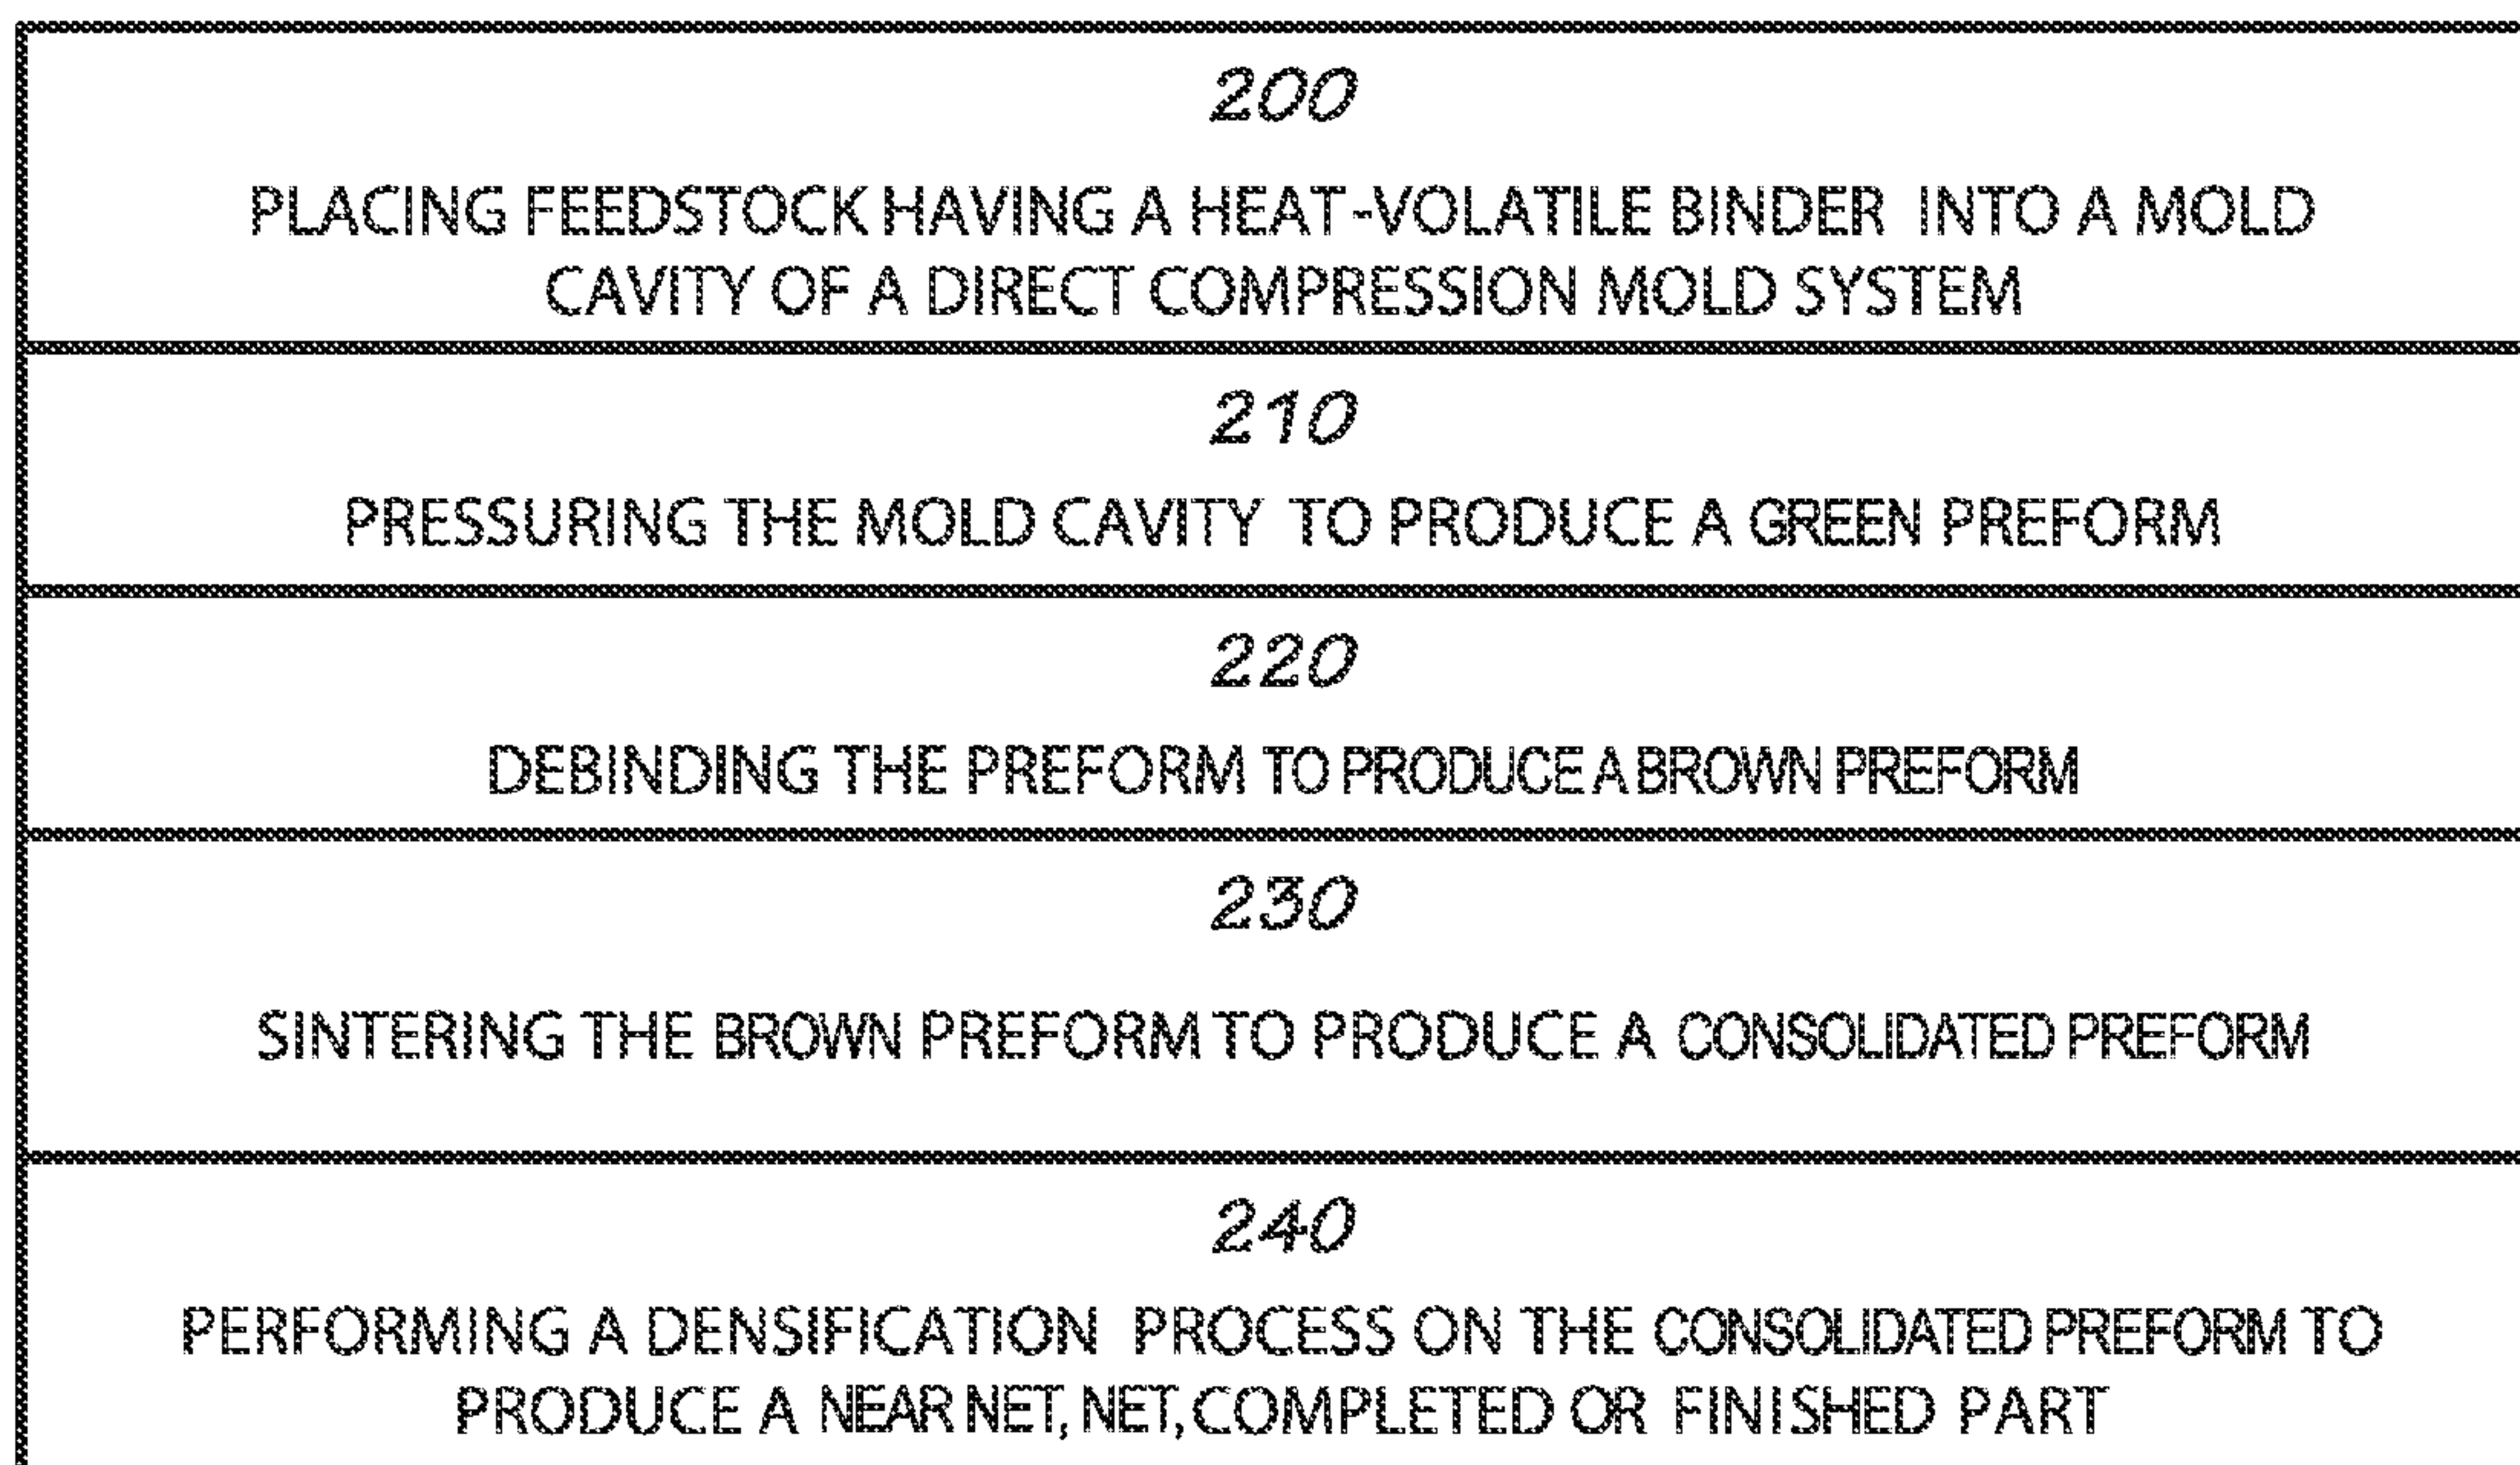 200
PLACING FEEDSTOCK HAVING A HEAT-VOLATILE BINDER INTO A MOLD
CAVITY OF A DIRECT COMPRESSION MOLD SYSTEM
210
PRESSURING THE MOLD CAVITY TO PRODUCE A GREEN PREFORM
220
DEBINDING THE PREFORM TO PRODUCE A BROWN PREFORM
230
SINTERING THE BROWN PREFORM TO PRODUCE A CONSOLIDATED PREFORM
240
PERFORMING A DENSIFICATION PROCESS ON THE CONSOLIDATED PREFORM TO
PRODUCE A NEAR NET, NET, COMPLETED OR FINISHED PART